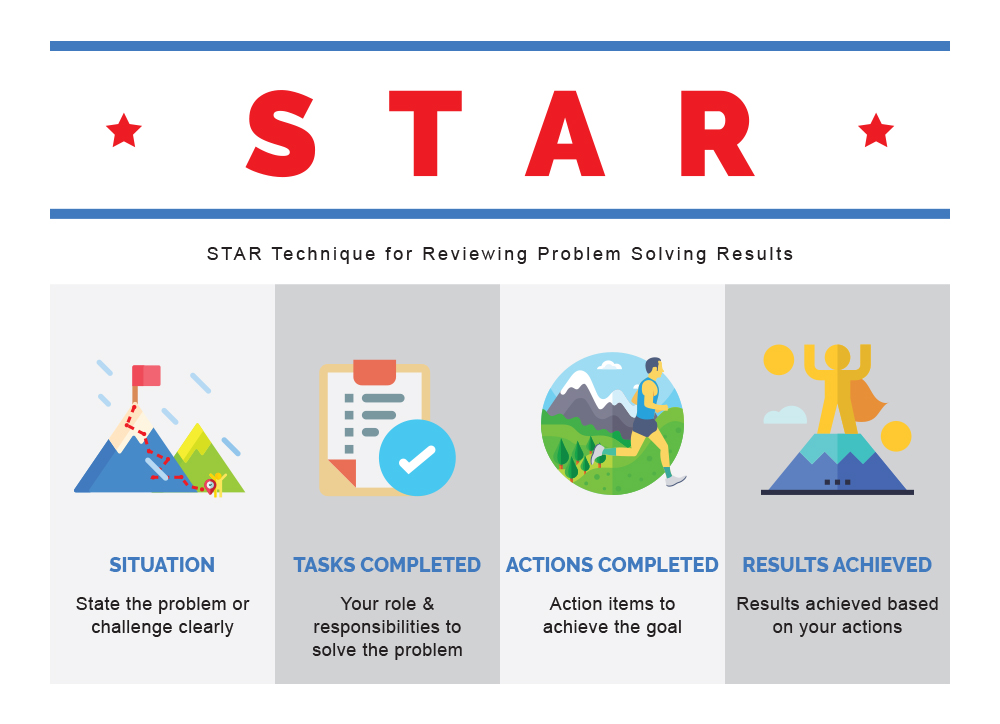 STAR
STAR Technique for Reviewing Problem Solving Results
SITUATION
State the problem or
challenge clearly
TASKS COMPLETED
Your role &
responsibilities to
solve the problem
ACTIONS COMPLETED
Action items to
achieve the goal
RESULTS ACHIEVED
Results achieved based
on your actions